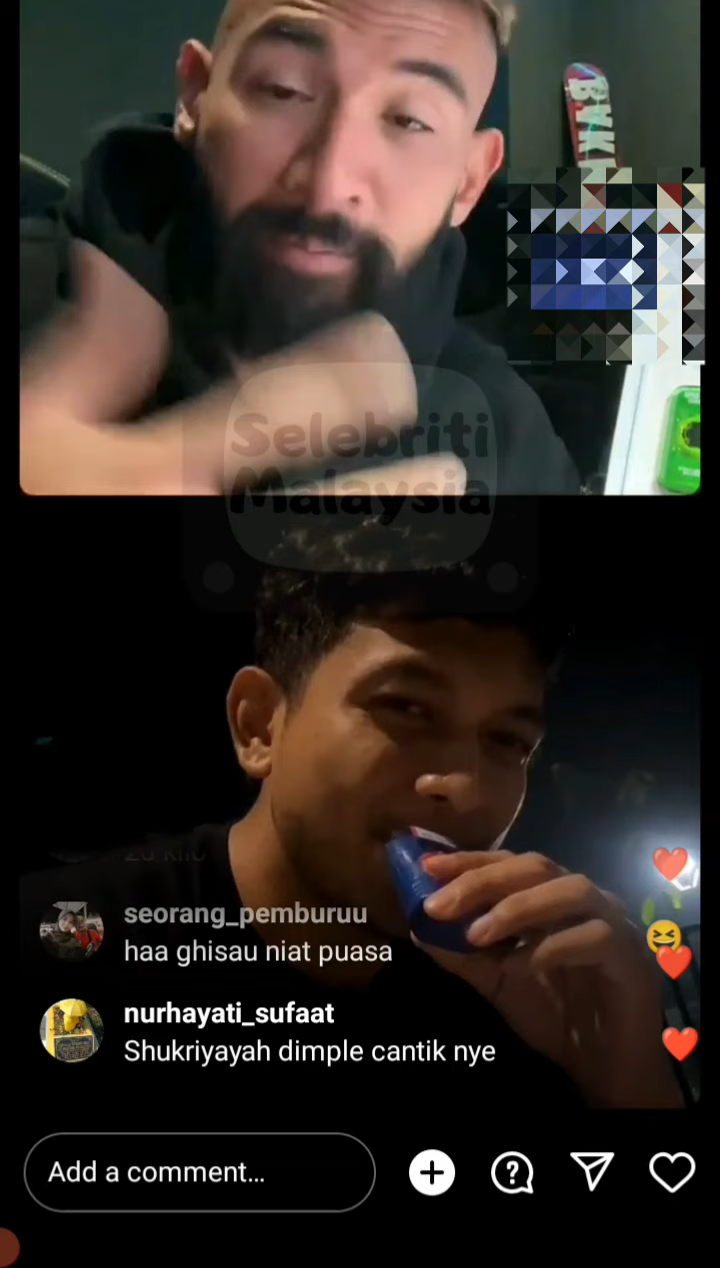 Selebriti
Malaysia
seorang_pemburuu
haa ghisau niat puasa
nurhayati_sufaat
Shukriyayah dimple cantik nye
Add a comment…